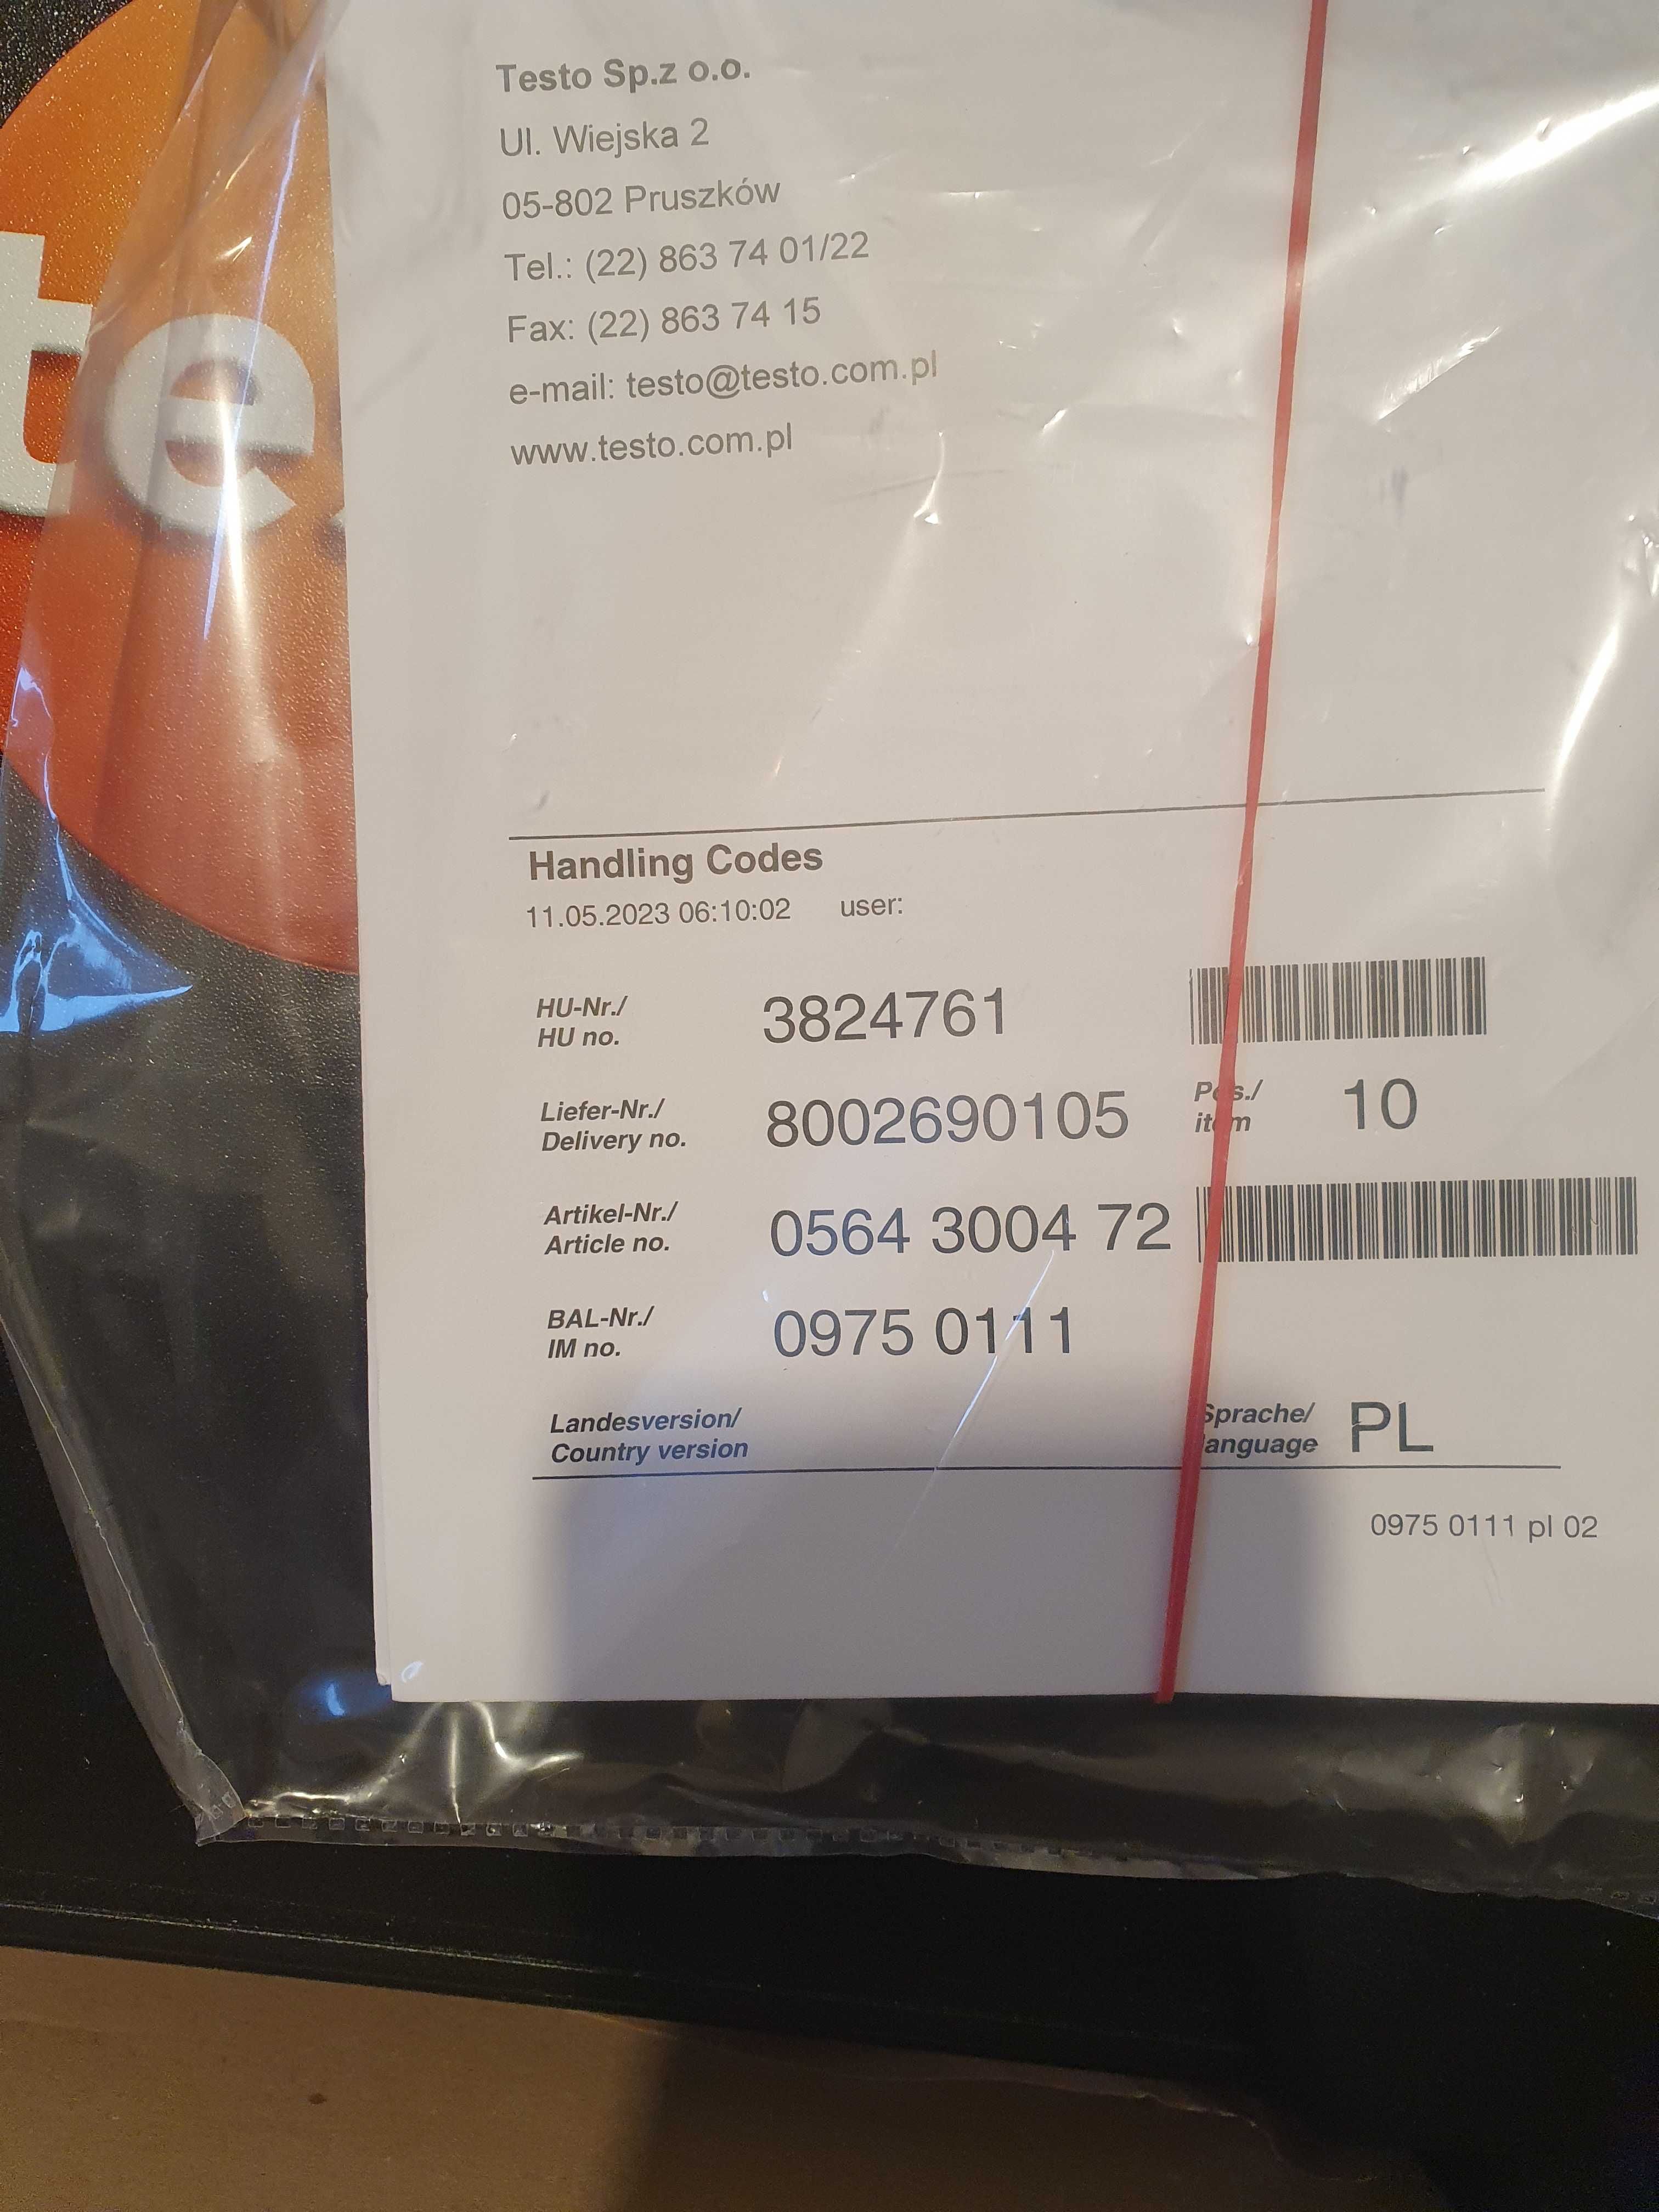 te
Testo Sp.z o.o.
Ul. Wiejska 2
05-802 Pruszków
Tel.: (22) 863 74 01/22
Fax: (22) 863 74 15
e-mail: testo@testo.com.pl
www.testo.com.pl
Handling Codes
11.05.2023 06:10:02 user:
HU-Nr./
HU no.
3824761
Liefer-Nr./
Delivery no.
8002690105
Pos./
item
10
Artikel-Nr./
Article no.
0564 3004 72
BAL-Nr./
IM no.
0975 0111
Landesversion/
Country version
Sprache/
language
PL
0975 0111 pl 02